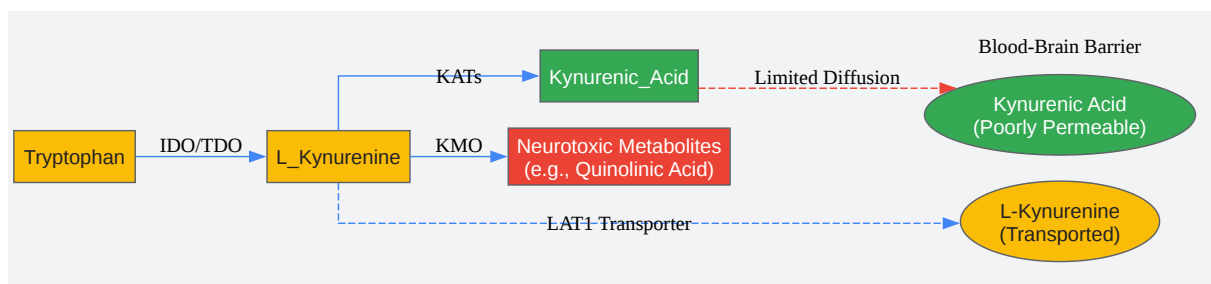 Blood-Brain Barrier
KATs
Kynurenic_Acid
Limited Diffusion
Kynurenic Acid
(Poorly Permeable)
Tryptophan
IDO/TDO
L_Kynurenine
KMO
Neurotoxic Metabolites
(e.g., Quinolinic Acid)
LAT1 Transporter
L-Kynurenine
(Transported)